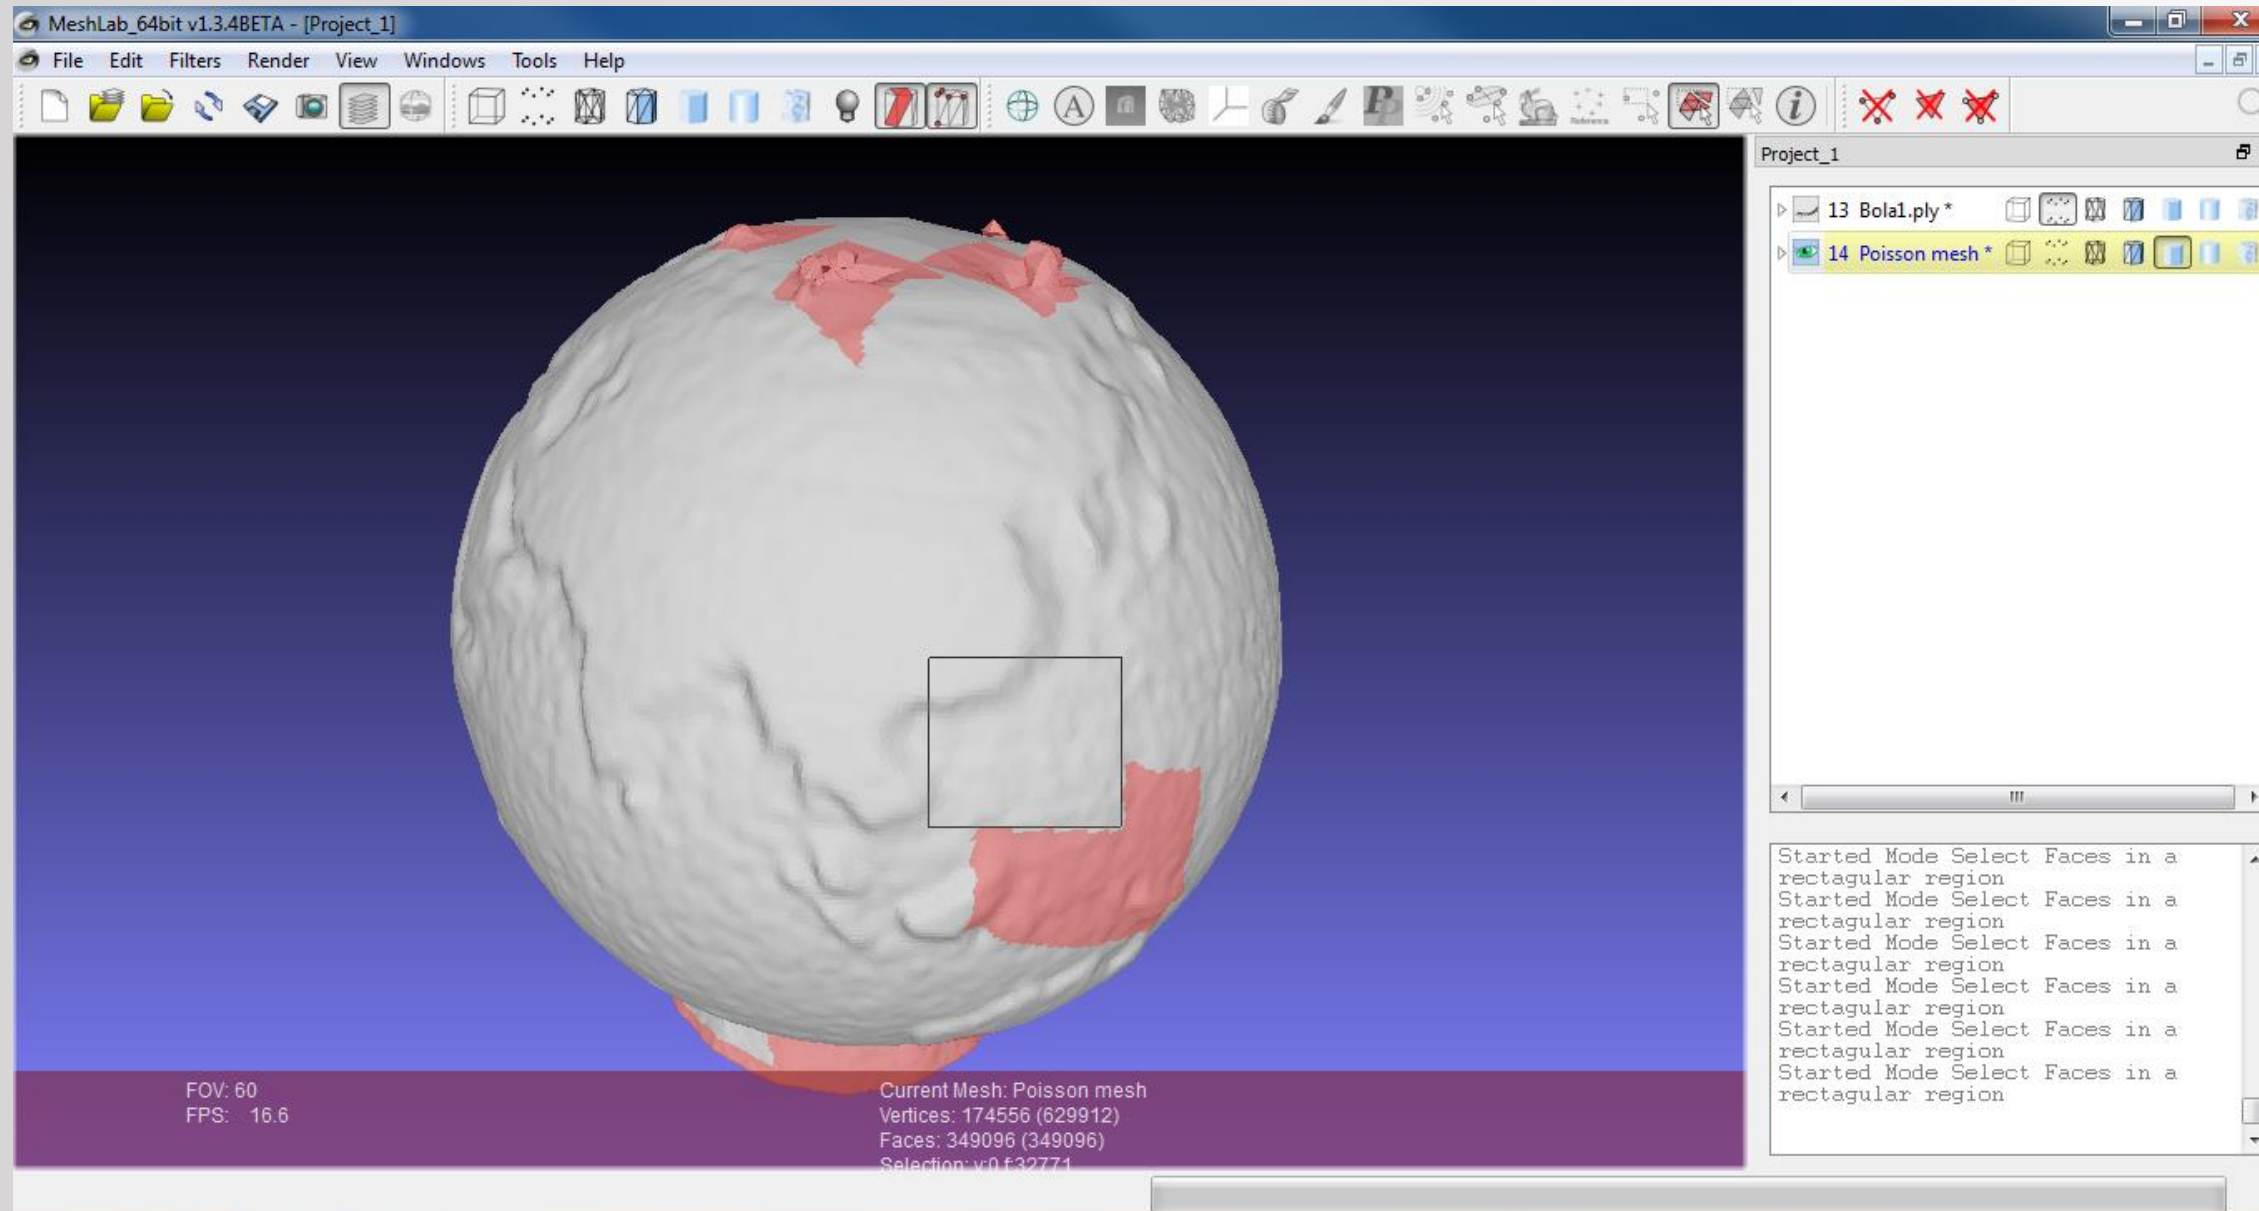 MeshLab_64bit v1.3.4BETA - [Project_1]
File Edit Filters Render View Windows Tools Help
A
Reference
i
Project_1
13 Bola1.ply *
14 Poisson mesh *
Started Mode Select Faces in a
rectagular region
Started Mode Select Faces in a
rectagular region
Started Mode Select Faces in a
rectagular region
Started Mode Select Faces in a
rectagular region
Started Mode Select Faces in a
rectagular region
Started Mode Select Faces in a
rectagular region
FOV: 60
FPS: 16.6
Current Mesh: Poisson mesh
Vertices: 174556 (629912)
Faces: 349096 (349096)
Selection: v:0 f:32771